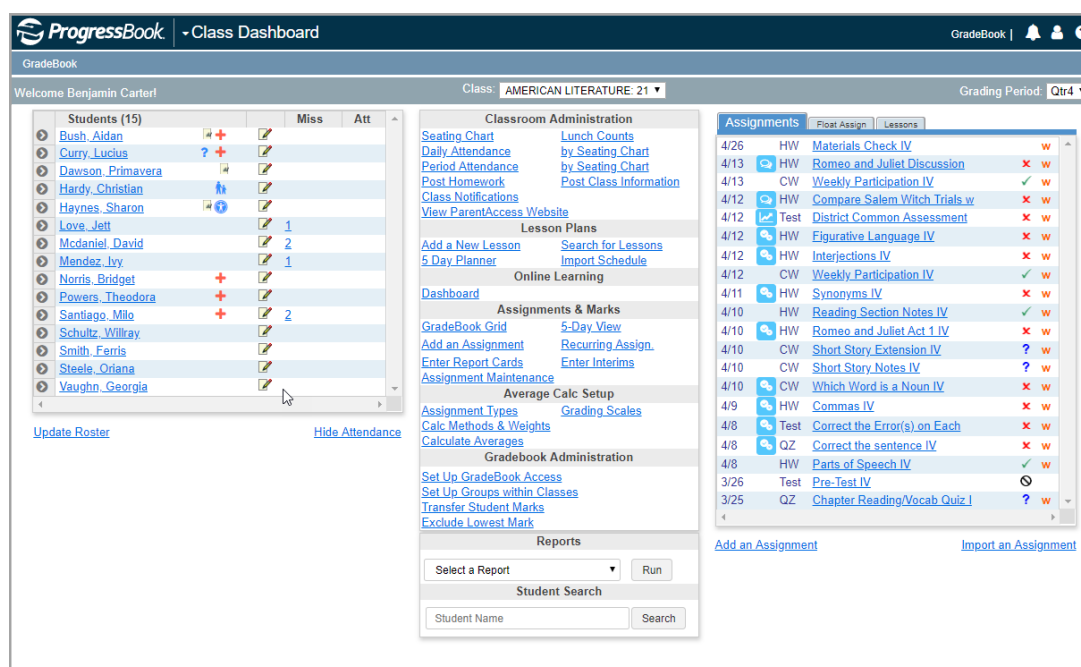 ProgressBook. Class Dashboard GradeBook |
GradeBook
Welcome Benjamin Carter! Class: AMERICAN LITERATURE: 21 Grading Period: Qtr4
Students (15) Miss Att
Bush, Aidan
Curry, Lucius ?
Dawson, Primavera
Hardy, Christian
Haynes, Sharon
Love, Jett 1
Mcdaniel, David 2
Mendez, Ivy 1
Norris, Bridget
Powers, Theodora
Santiago, Milo 2
Schultz, Willray
Smith, Ferris
Steele, Oriana
Vaughn, Georgia
Update Roster Hide Attendance
Classroom Administration
Seating Chart Lunch Counts
Daily Attendance by Seating Chart
Period Attendance by Seating Chart
Post Homework Post Class Information
Class Notifications
View ParentAccess Website
Lesson Plans
Add a New Lesson Search for Lessons
5 Day Planner Import Schedule
Online Learning
Dashboard
Assignments & Marks
GradeBook Grid 5-Day View
Add an Assignment Recurring Assign.
Enter Report Cards Enter Interims
Assignment Maintenance
Average Calc Setup
Assignment Types Grading Scales
Calc Methods & Weights
Calculate Averages
Gradebook Administration
Set Up GradeBook Access
Set Up Groups within Classes
Transfer Student Marks
Exclude Lowest Mark
Reports
Select a Report Run
Student Search
Student Name Search
Assignments Float Assign Lessons
4/26 HW Materials Check IV w
4/13 HW Romeo and Juliet Discussion w
4/13 CW Weekly Participation IV w
4/12 HW Compare Salem Witch Trials w w
4/12 Test District Common Assessment w
4/12 HW Figurative Language IV w
4/12 HW Interjections IV w
4/12 CW Weekly Participation IV w
4/11 HW Synonyms IV w
4/10 HW Reading Section Notes IV w
4/10 HW Romeo and Juliet Act 1 IV w
4/10 CW Short Story Extension IV ? w
4/10 CW Short Story Notes IV ? w
4/10 CW Which Word is a Noun IV w
4/9 HW Commas IV w
4/8 Test Correct the Error(s) on Each w
4/8 QZ Correct the sentence IV w
4/8 HW Parts of Speech IV w
3/26 Test Pre-Test IV
3/25 QZ Chapter Reading/Vocab Quiz I ? w
Add an Assignment Import an Assignment